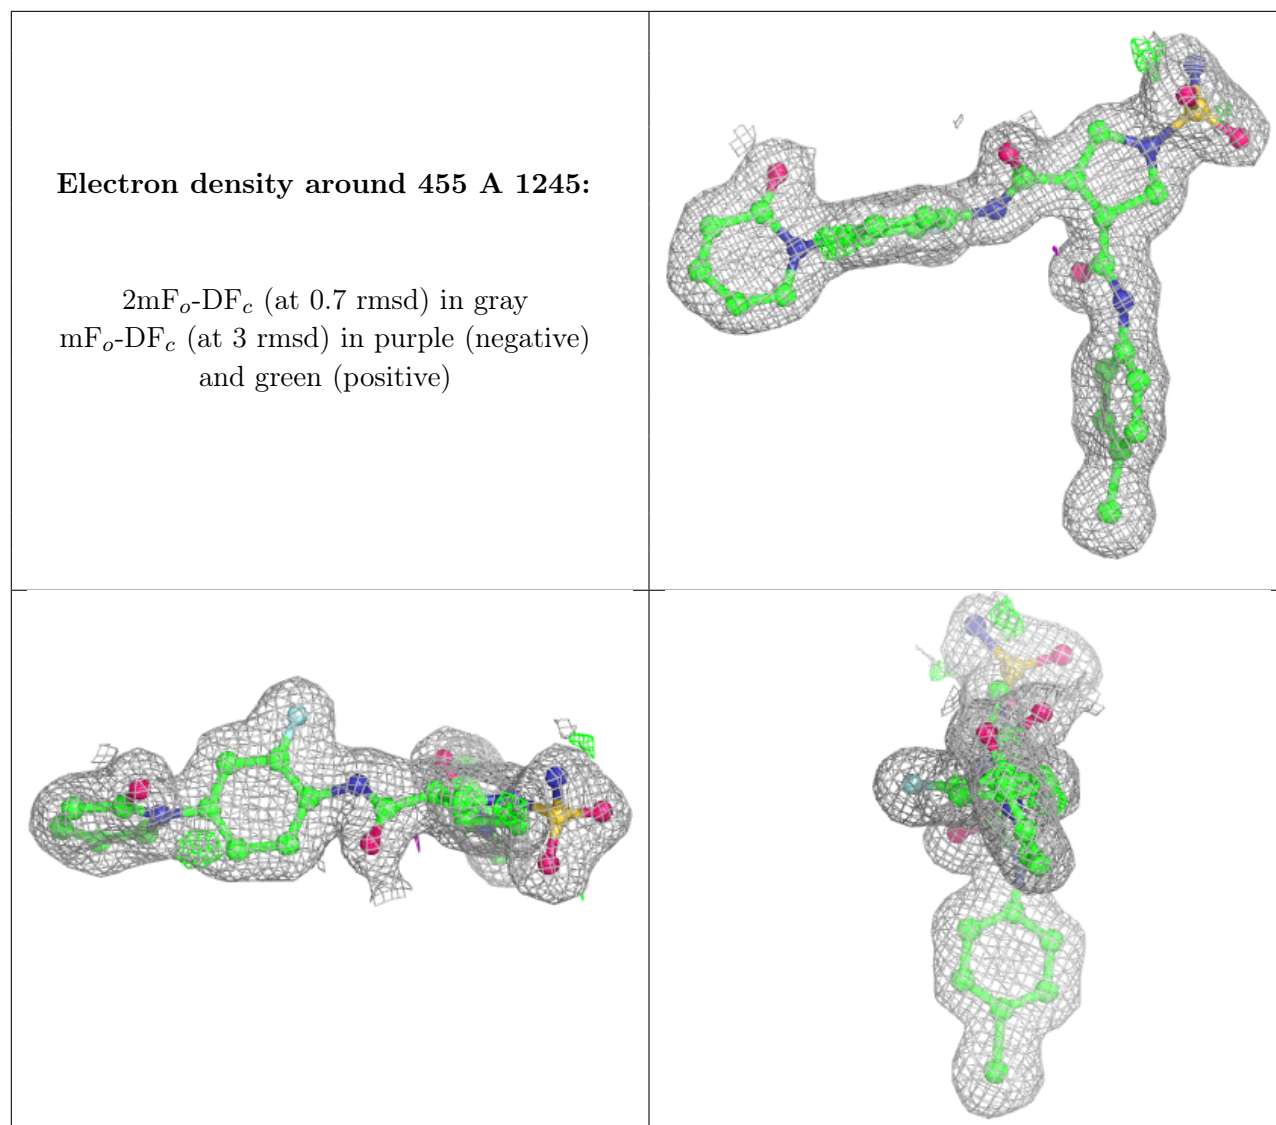 Electron density around 455 A 1245:
2mFo-DFc (at 0.7 rmsd) in gray
mFo-DFc (at 3 rmsd) in purple (negative)
and green (positive)